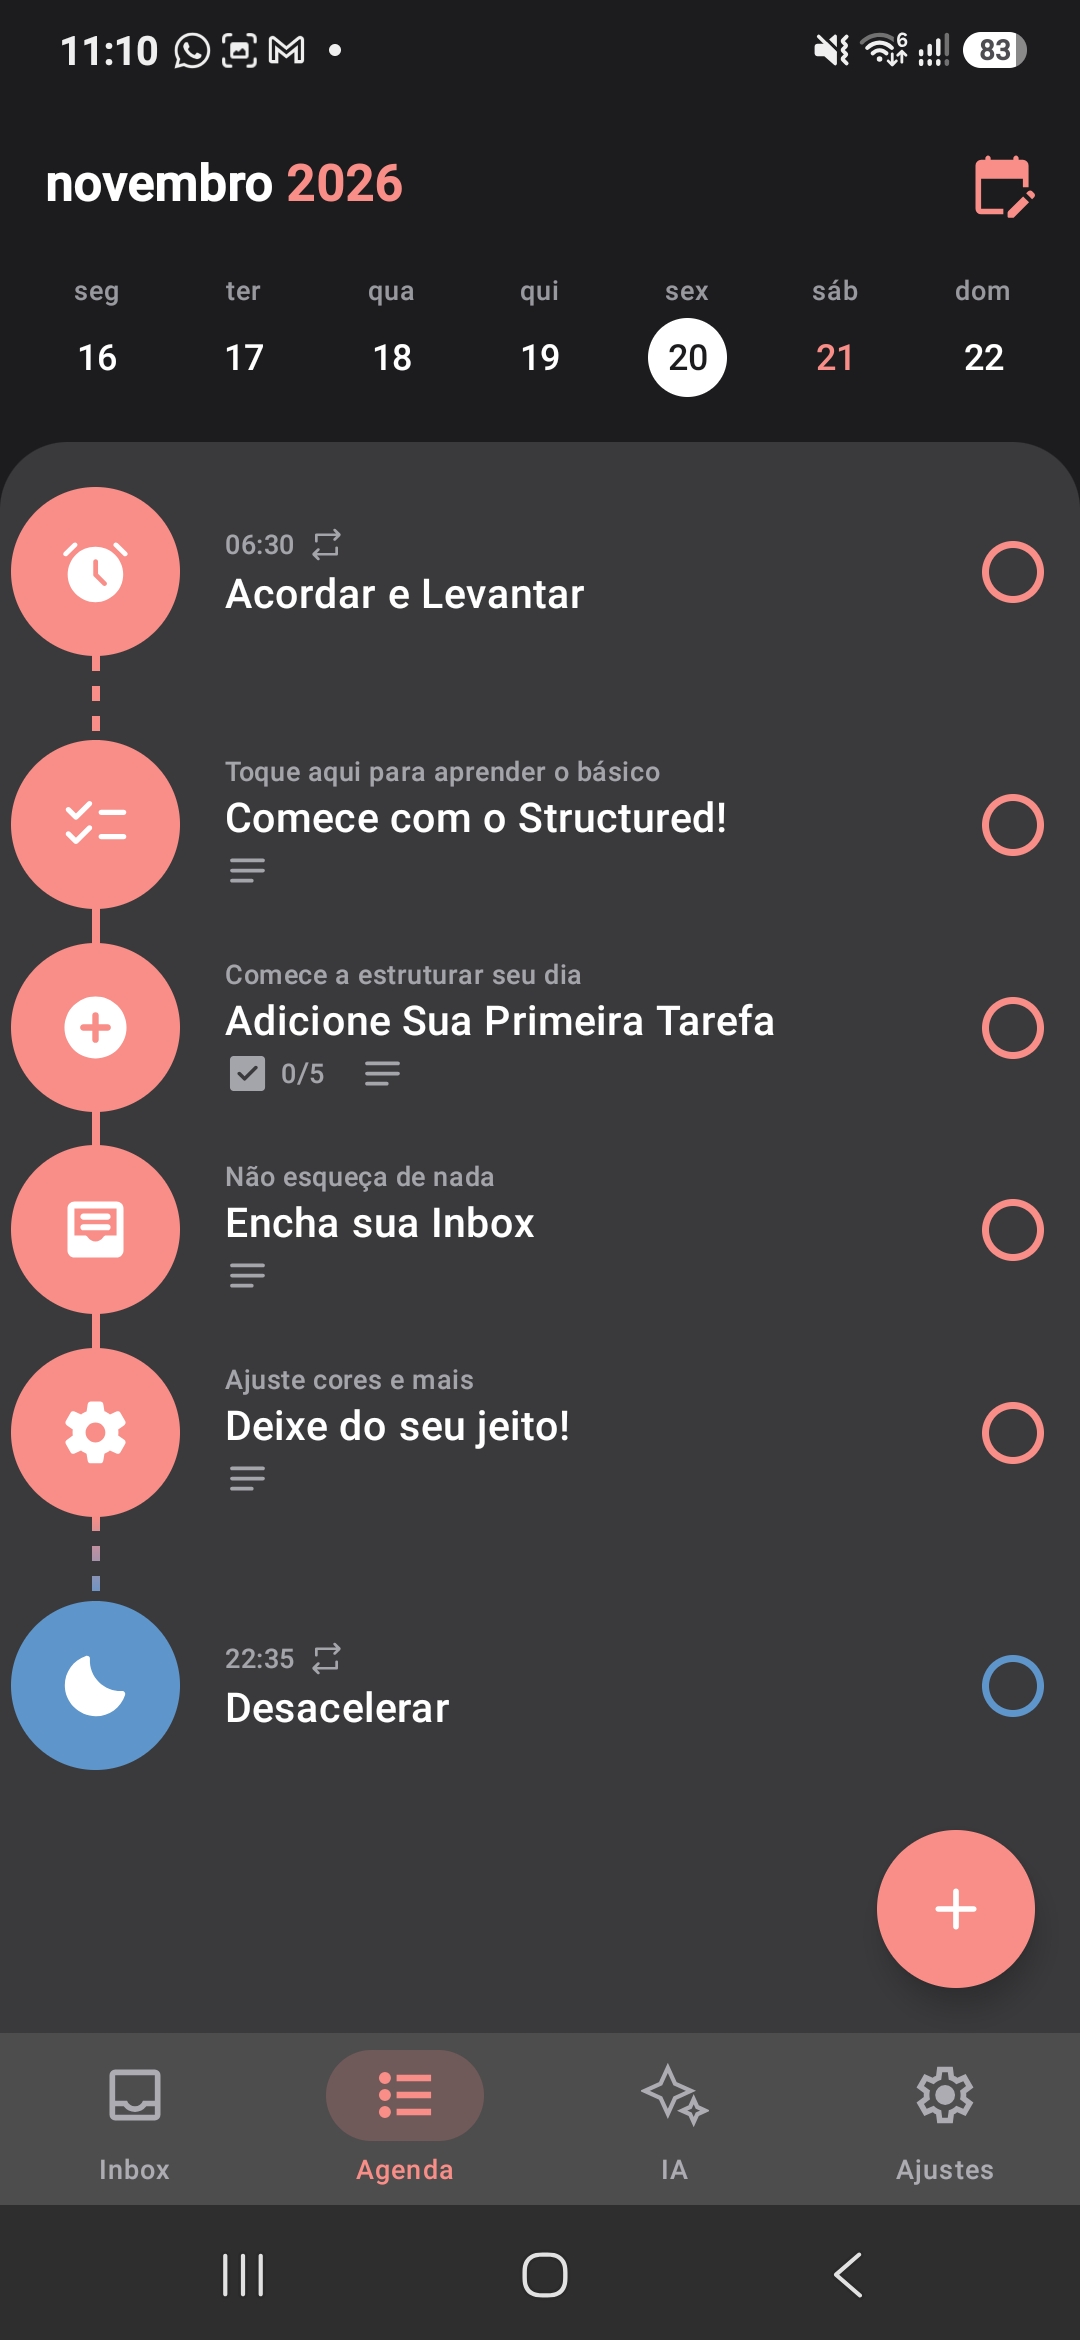 11:10
6
83
novembro 2026
seg ter qua qui sex sáb dom
16 17 18 19 20 21 22
06:30
Acordar e Levantar
Toque aqui para aprender o básico
Comece com o Structured!
Comece a estruturar seu dia
Adicione Sua Primeira Tarefa
0/5
Não esqueça de nada
Encha sua Inbox
Ajuste cores e mais
Deixe do seu jeito!
22:35
Desacelerar
Inbox Agenda IA Ajustes